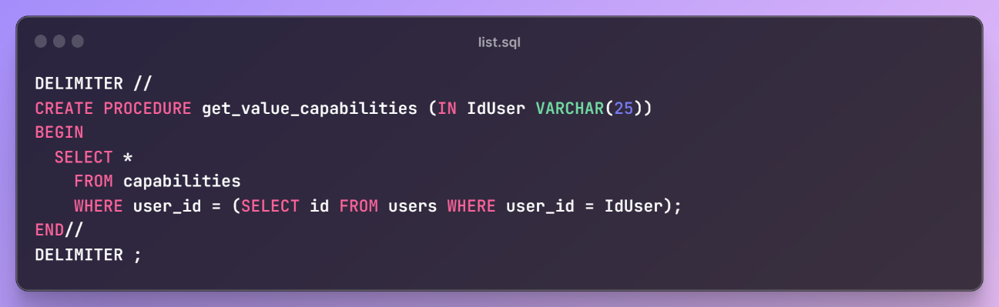 list.sql
DELIMITER //
CREATE PROCEDURE get_value_capabilities (IN IdUser VARCHAR(25))
BEGIN
  SELECT *
    FROM capabilities
    WHERE user_id = (SELECT id FROM users WHERE user_id = IdUser);
END//
DELIMITER ;